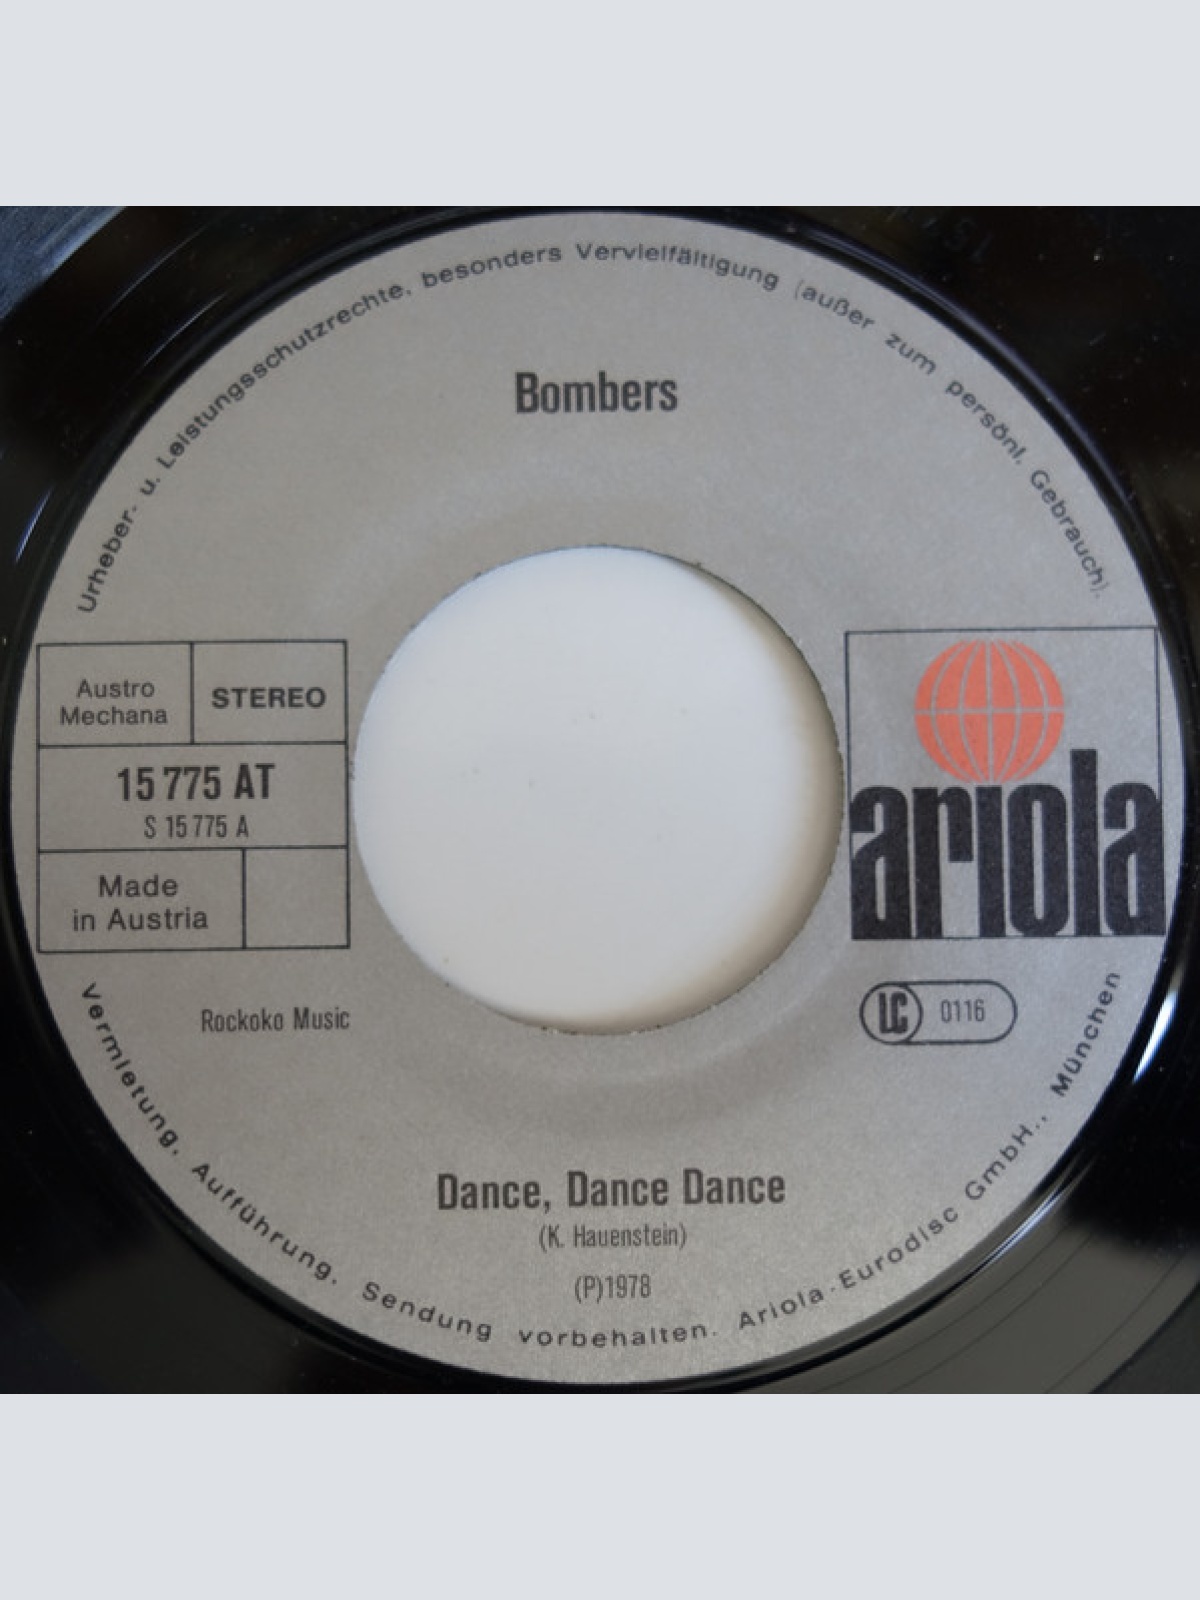 Urheber- u. Leistungsschutzrechte, besonders Vervielfältigung (außer zum persönl. Gebrauch).
Bombers
Austro
Mechana
STEREO
15 775 AT
S 15 775 A
Made
in Austria
ariola
LC 0116
Rockoko Music
Dance, Dance Dance
(K. Hauenstein)
(P)1978
Vermietung, Aufführung, Sendung vorbehalten. Ariola-Eurodisc GmbH., München